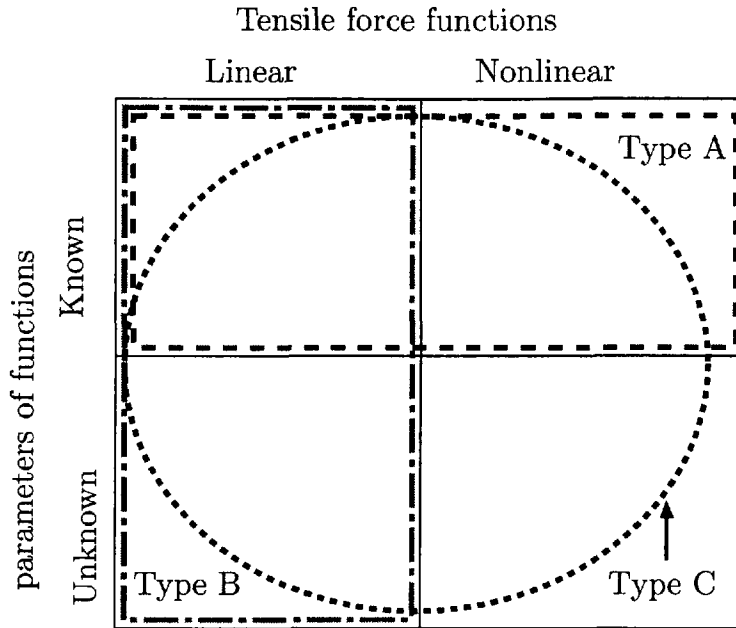 Tensile force functions
Linear Nonlinear
Type A
Known
parameters of functions
Unknown
Type B
Type C